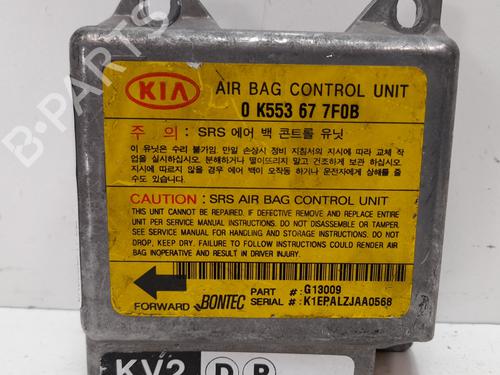 KIA
AIR BAG CONTROL UNIT
0 K553 67 7F0B
주 의 : SRS 에어 백 콘트롤 유닛
이 유닛은 수리 불가임. 만일 손상시 정비 지침서의 지시에 따라 교체 작
업을 실시하십시오. 분해하거나 떨어뜨리지 말고 건조하게 보관 하십시오.
지시에 따르지 않을 경우 에어 백이 오작동 하거나 운전자에게 상해를 줄
수 있다.
CAUTION : SRS AIR BAG CONTROL UNIT
THIS UNIT CANNOT BE REPAIRED. IF DEFECTIVE REMOVE AND REPLACE ENTIRE
UNIT PER SERVICE MANUAL INSTRUCTIONS. DO NOT DISASSEMBLE OR TAMPER.
SEE SERVICE MANUAL FOR HANDLING AND STORAGE INSTRUCTIONS. DO NOT
DROP, KEEP DRY. FAILURE TO FOLLOW INSTRUCTIONS COULD RENDER AIR
BAG INOPERATIVE AND RESULT IN DRIVER INJURY.
FORWARD BONTEC
PART # : G13009
SERIAL # : K1EPALZJAA0568
KV2 D P
B-PARTS